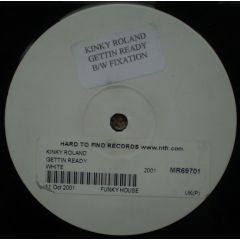 KINKY ROLAND
GETTIN READY
B/W FIXATION
HARD TO FIND RECORDS www.htfr.com
KINKY ROLAND
GETTIN READY
WHITE
2001 MR69701
11 Oct 2001 FUNKY HOUSE UK(P)